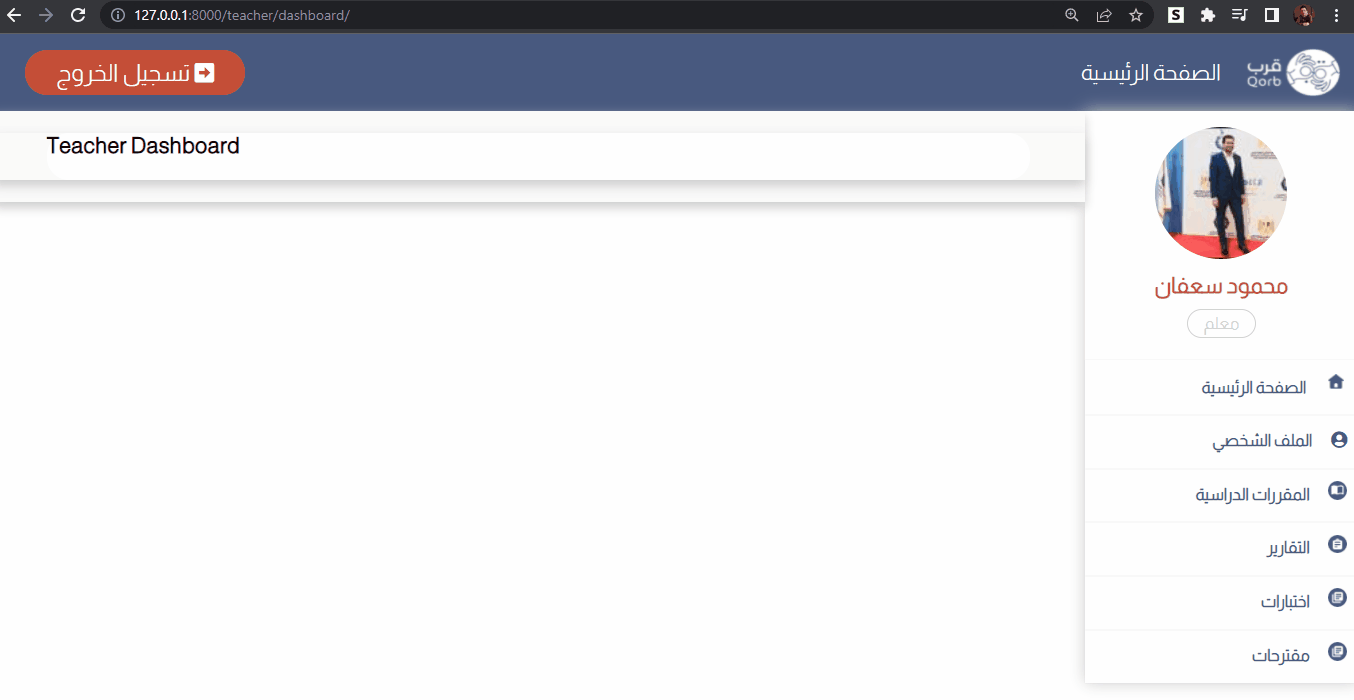 127.0.0.1:8000/teacher/dashboard/
قرب
Qorb
الصفحة الرئيسية
تسجيل الخروج
Teacher Dashboard
محمود سعفان
معلم
الصفحة الرئيسية
الملف الشخصي
المقررات الدراسية
التقارير
اختبارات
مقترحات